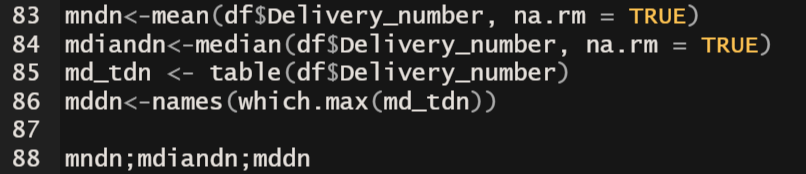 83 mndn<-mean(df$Delivery_number, na.rm = TRUE)
84 mdiandn<-median(df$Delivery_number, na.rm = TRUE)
85 md_tdn <- table(df$Delivery_number)
86 mddn<-names(which.max(md_tdn))
87
88 mndn;mdiandn;mddn